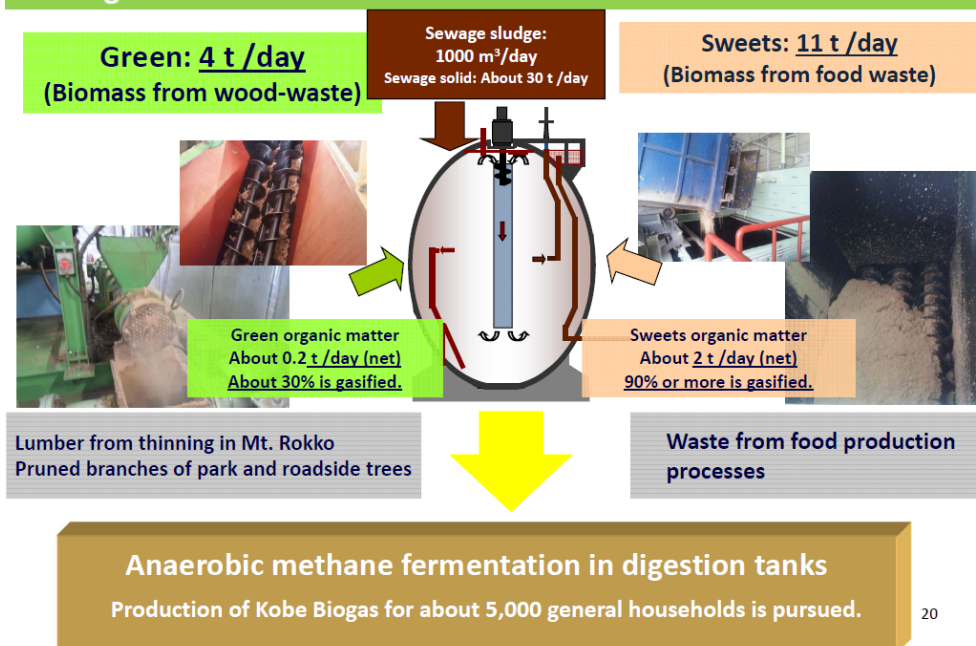 Green: 4 t /day
(Biomass from wood-waste)
Sewage sludge:
1000 m³/day
Sewage solid: About 30 t /day
Sweets: 11 t /day
(Biomass from food waste)
Green organic matter
About 0.2 t /day (net)
About 30% is gasified.
Sweets organic matter
About 2 t /day (net)
90% or more is gasified.
Lumber from thinning in Mt. Rokko
Pruned branches of park and roadside trees
Waste from food production
processes
Anaerobic methane fermentation in digestion tanks
Production of Kobe Biogas for about 5,000 general households is pursued.
20